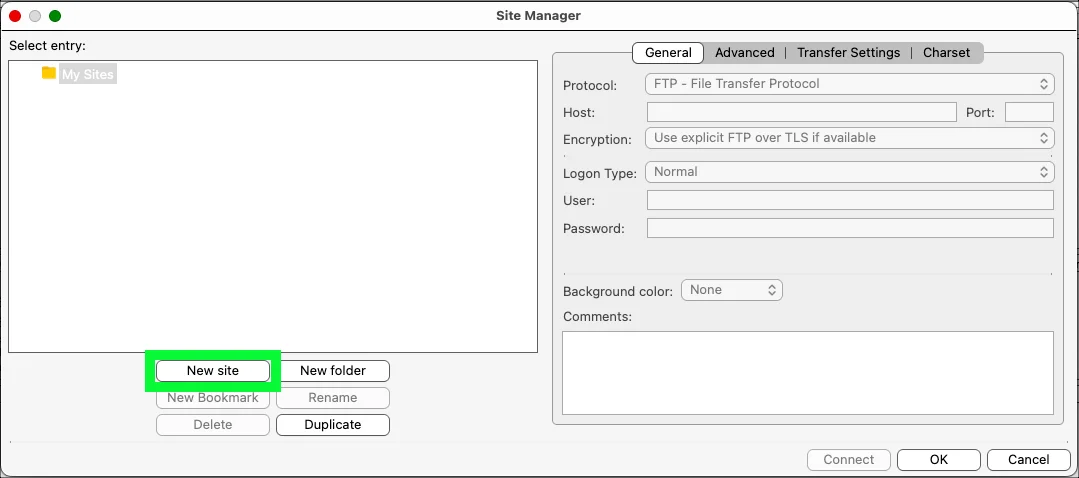 Site Manager
Select entry:
My Sites
New site
New folder
New Bookmark
Rename
Delete
Duplicate
General
Advanced
Transfer Settings
Charset
Protocol:
FTP - File Transfer Protocol
Host:
Port:
Encryption:
Use explicit FTP over TLS if available
Logon Type:
Normal
User:
Password:
Background color:
None
Comments:
Connect
OK
Cancel